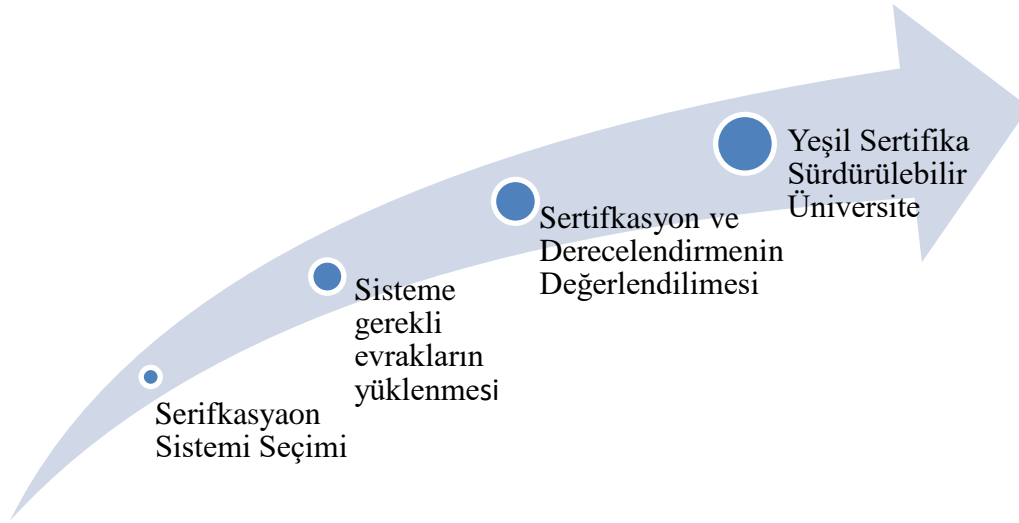 Serifkasyaon
Sistemi Seçimi
Sisteme
gerekli
evrakların
yüklenmesi
Sertifkasyon ve
Derecelendirmenin
Değerlendilimesi
Yeşil Sertifika
Sürdürülebilir
Üniversite